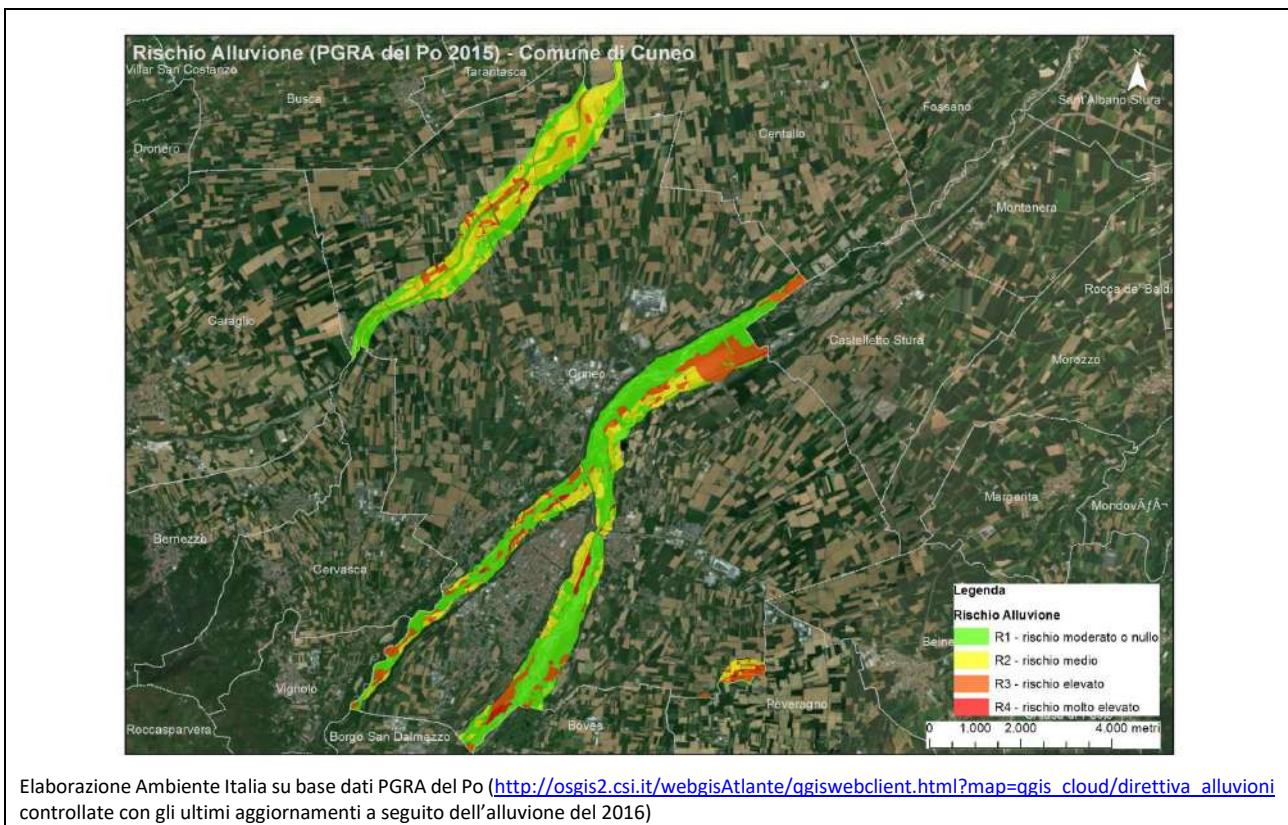 Rischio Alluvione (PGRA del Po 2015) - Comune di Cuneo
Villar San Costanzo
Tarantasca
Busca
Fossano
Sant'Albano Stura
Centallo
Dronero
Montanera
Rocca de' Baldi
Caraglio
Castelletto Stura
Morozzo
Cuneo
Margarita
MondovÃƒÂ¬
Bernezzo
Cervasca
Legenda
Rischio Alluvione
R1 - rischio moderato o nullo
R2 - rischio medio
R3 - rischio elevato
R4 - rischio molto elevato
Vignolo
Peveragno
Boves
Roccasparvera
Borgo San Dalmazzo
0 1.000 2.000 4.000 metri
Elaborazione Ambiente Italia su base dati PGRA del Po (http://osgis2.csi.it/webgisAtlante/qgiswebclient.html?map=qgis_cloud/direttiva_alluvioni
controllate con gli ultimi aggiornamenti a seguito dell'alluvione del 2016)